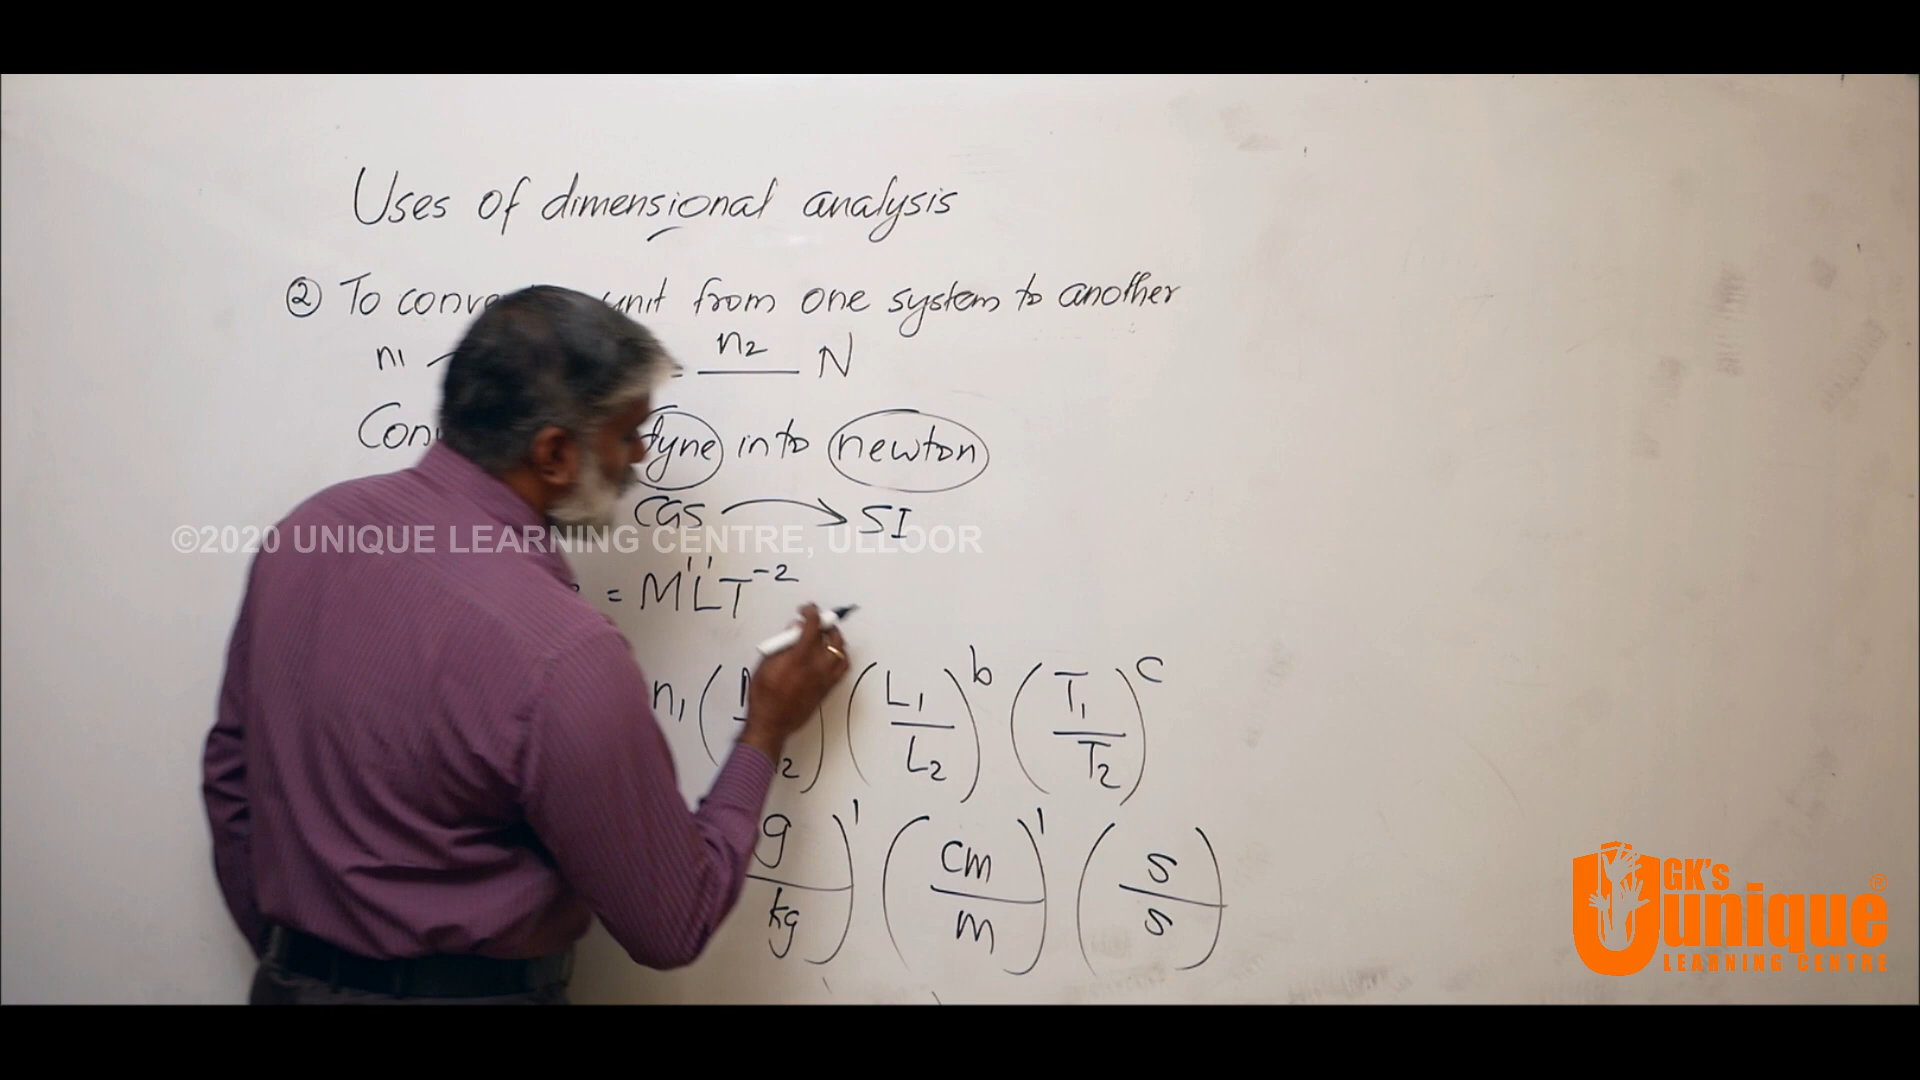 Uses of dimensional analysis
② To unit from one system to another
n1 = n2 N
dyne into newton
CGS → SI
©2020 UNIQUE LEARNING CENTRE, ULLOOR
= M¹L¹T⁻²
n₁ ( 2 ) (L₁/L₂)ᵇ (T₁/T₂)ᶜ
(g/kg)¹ (cm/m)¹ (s/s)
GK's
unique®
LEARNING CENTRE